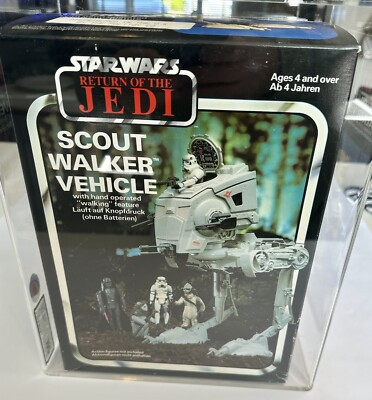 STAR WARS
RETURN OF THE
JEDI
Ages 4 and over
Ab 4 Jahren
SCOUT
WALKER™
VEHICLE
with hand operated
"walking" feature
Läuft auf Knopfdruck
(ohne Batterien)